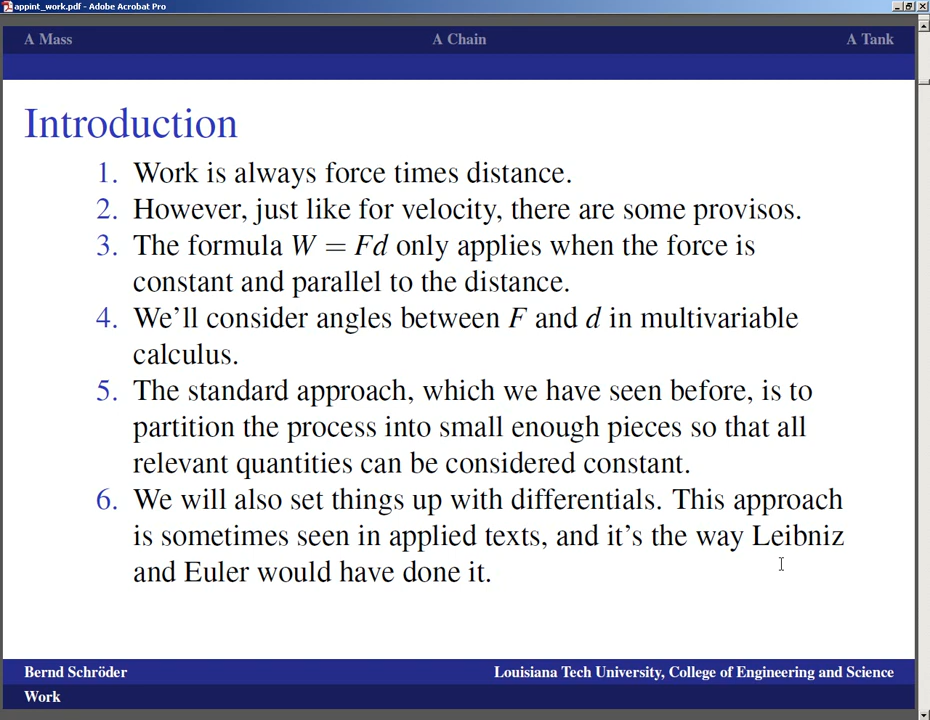 appint_work.pdf - Adobe Acrobat Pro
A Mass A Chain A Tank
Introduction
1. Work is always force times distance.
2. However, just like for velocity, there are some provisos.
3. The formula W = Fd only applies when the force is
constant and parallel to the distance.
4. We'll consider angles between F and d in multivariable
calculus.
5. The standard approach, which we have seen before, is to
partition the process into small enough pieces so that all
relevant quantities can be considered constant.
6. We will also set things up with differentials. This approach
is sometimes seen in applied texts, and it's the way Leibniz
and Euler would have done it.
Bernd Schröder Louisiana Tech University, College of Engineering and Science
Work